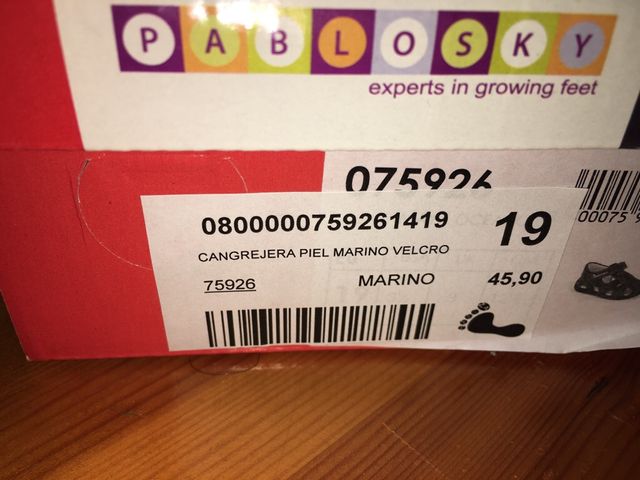 PABLOSKY
experts in growing feet
075926
0800000759261419 19
CANGREJERA PIEL MARINO VELCRO
75926 MARINO 45,90